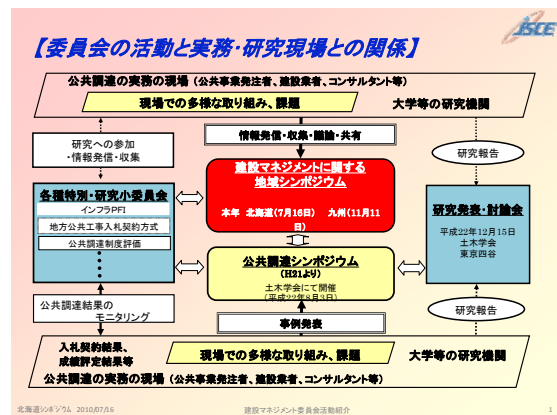 JSCE
【委員会の活動と実務・研究現場との関係】
公共調達の実務の現場（公共事業発注者、建設業者、コンサルタント等）
現場での多様な取り組み、課題
大学等の研究機関
研究への参加
・情報発信・収集
情報発信・収集・議論・共有
研究報告
建設マネジメントに関する
地域シンポジウム
本年 北海道（7月16日） 九州（11月11
日）
各種特別・研究小委員会
インフラPFI
地方公共工事入札契約方式
公共調達制度評価
研究発表・討論会
平成22年12月15日
土木学会
東京四谷
公共調達シンポジウム
（H21より）
土木学会にて開催
（平成22年8月3日）
公共調達結果の
モニタリング
事例発表
研究報告
入札契約結果、
成績評定結果等
現場での多様な取り組み、課題
大学等の研究機関
公共調達の実務の現場（公共事業発注者、建設業者、コンサルタント等）
北海道シンポジウム 2010/07/16
建設マネジメント委員会活動紹介
1